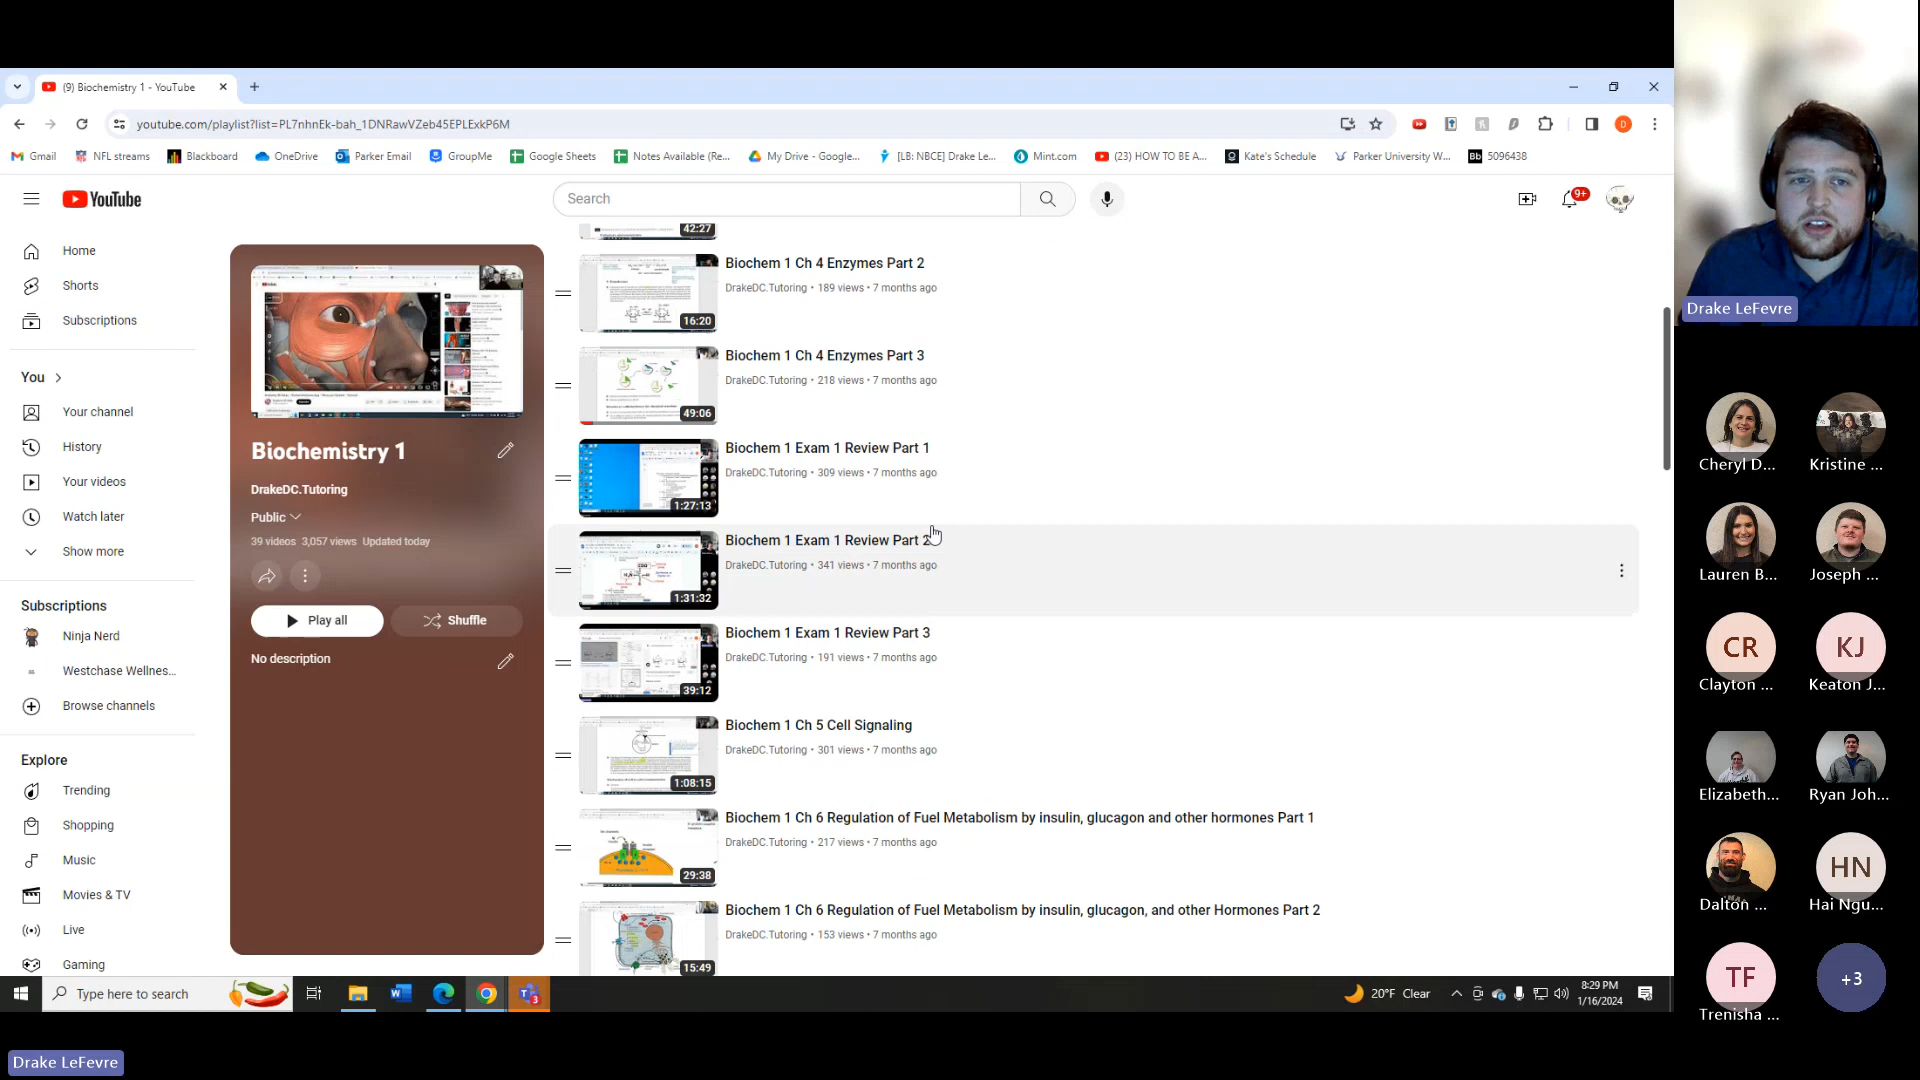 (9) Biochemistry 1 - YouTube
youtube.com/playlist?list=PL7nhnEk-bah_1DNRawVZeb45EPLExkP6M
Gmail
NFL streams
Blackboard
OneDrive
Parker Email
GroupMe
Google Sheets
Notes Available (Re...
My Drive - Google...
[LB: NBCE] Drake Le...
Mint.com
(23) HOW TO BE A...
Kate's Schedule
Parker University W...
Bb 5096438
YouTube
Search
9+
Home
Shorts
Subscriptions
You
Your channel
History
Your videos
Watch later
Show more
Subscriptions
Ninja Nerd
Westchase Wellnes...
Browse channels
Explore
Trending
Shopping
Music
Movies & TV
Live
Gaming
Biochemistry 1
DrakeDC.Tutoring
Public
39 videos 3,057 views Updated today
Play all
Shuffle
No description
42:27
Biochem 1 Ch 4 Enzymes Part 2
DrakeDC.Tutoring • 189 views • 7 months ago
16:20
Biochem 1 Ch 4 Enzymes Part 3
DrakeDC.Tutoring • 218 views • 7 months ago
49:06
Biochem 1 Exam 1 Review Part 1
DrakeDC.Tutoring • 309 views • 7 months ago
1:27:13
Biochem 1 Exam 1 Review Part 2
DrakeDC.Tutoring • 341 views • 7 months ago
1:31:32
Biochem 1 Exam 1 Review Part 3
DrakeDC.Tutoring • 191 views • 7 months ago
39:12
Biochem 1 Ch 5 Cell Signaling
DrakeDC.Tutoring • 301 views • 7 months ago
1:08:15
Biochem 1 Ch 6 Regulation of Fuel Metabolism by insulin, glucagon and other hormones Part 1
DrakeDC.Tutoring • 217 views • 7 months ago
29:38
Biochem 1 Ch 6 Regulation of Fuel Metabolism by insulin, glucagon, and other Hormones Part 2
DrakeDC.Tutoring • 153 views • 7 months ago
15:49
Type here to search
20°F Clear
8:29 PM
1/16/2024
Drake LeFevre
Drake LeFevre
Cheryl D...
Kristine ...
Lauren B...
Joseph ...
CR
Clayton ...
KJ
Keaton J...
Elizabeth...
Ryan Joh...
Dalton ...
HN
Hai Ngu...
TF
Trenisha ...
+3